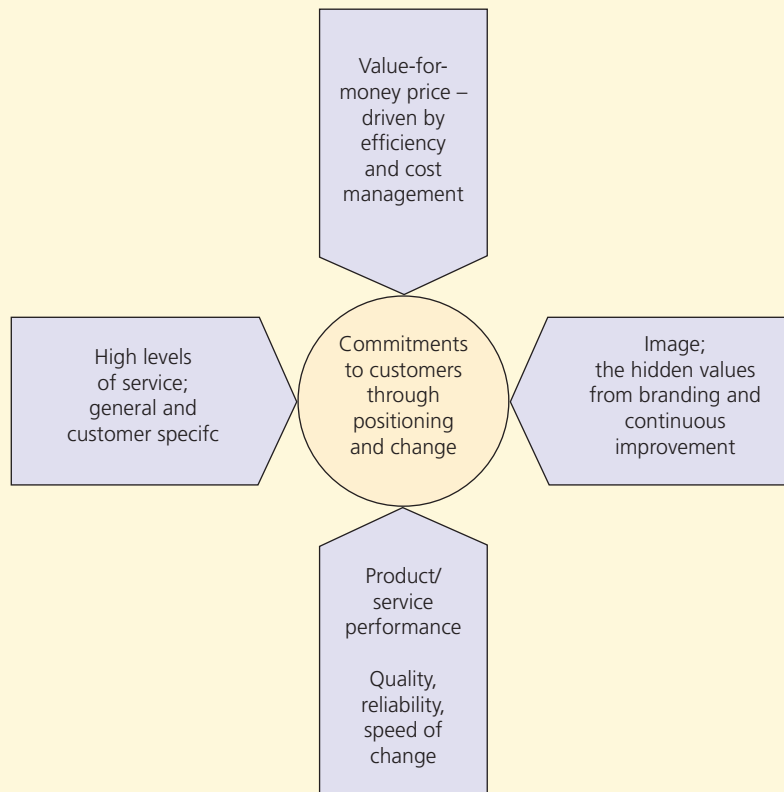 Value-for-
money price –
driven by
efficiency
and cost
management
High levels
of service;
general and
customer specifc
Commitments
to customers
through
positioning
and change
Image;
the hidden values
from branding and
continuous
improvement
Product/
service
performance
Quality,
reliability,
speed of
change